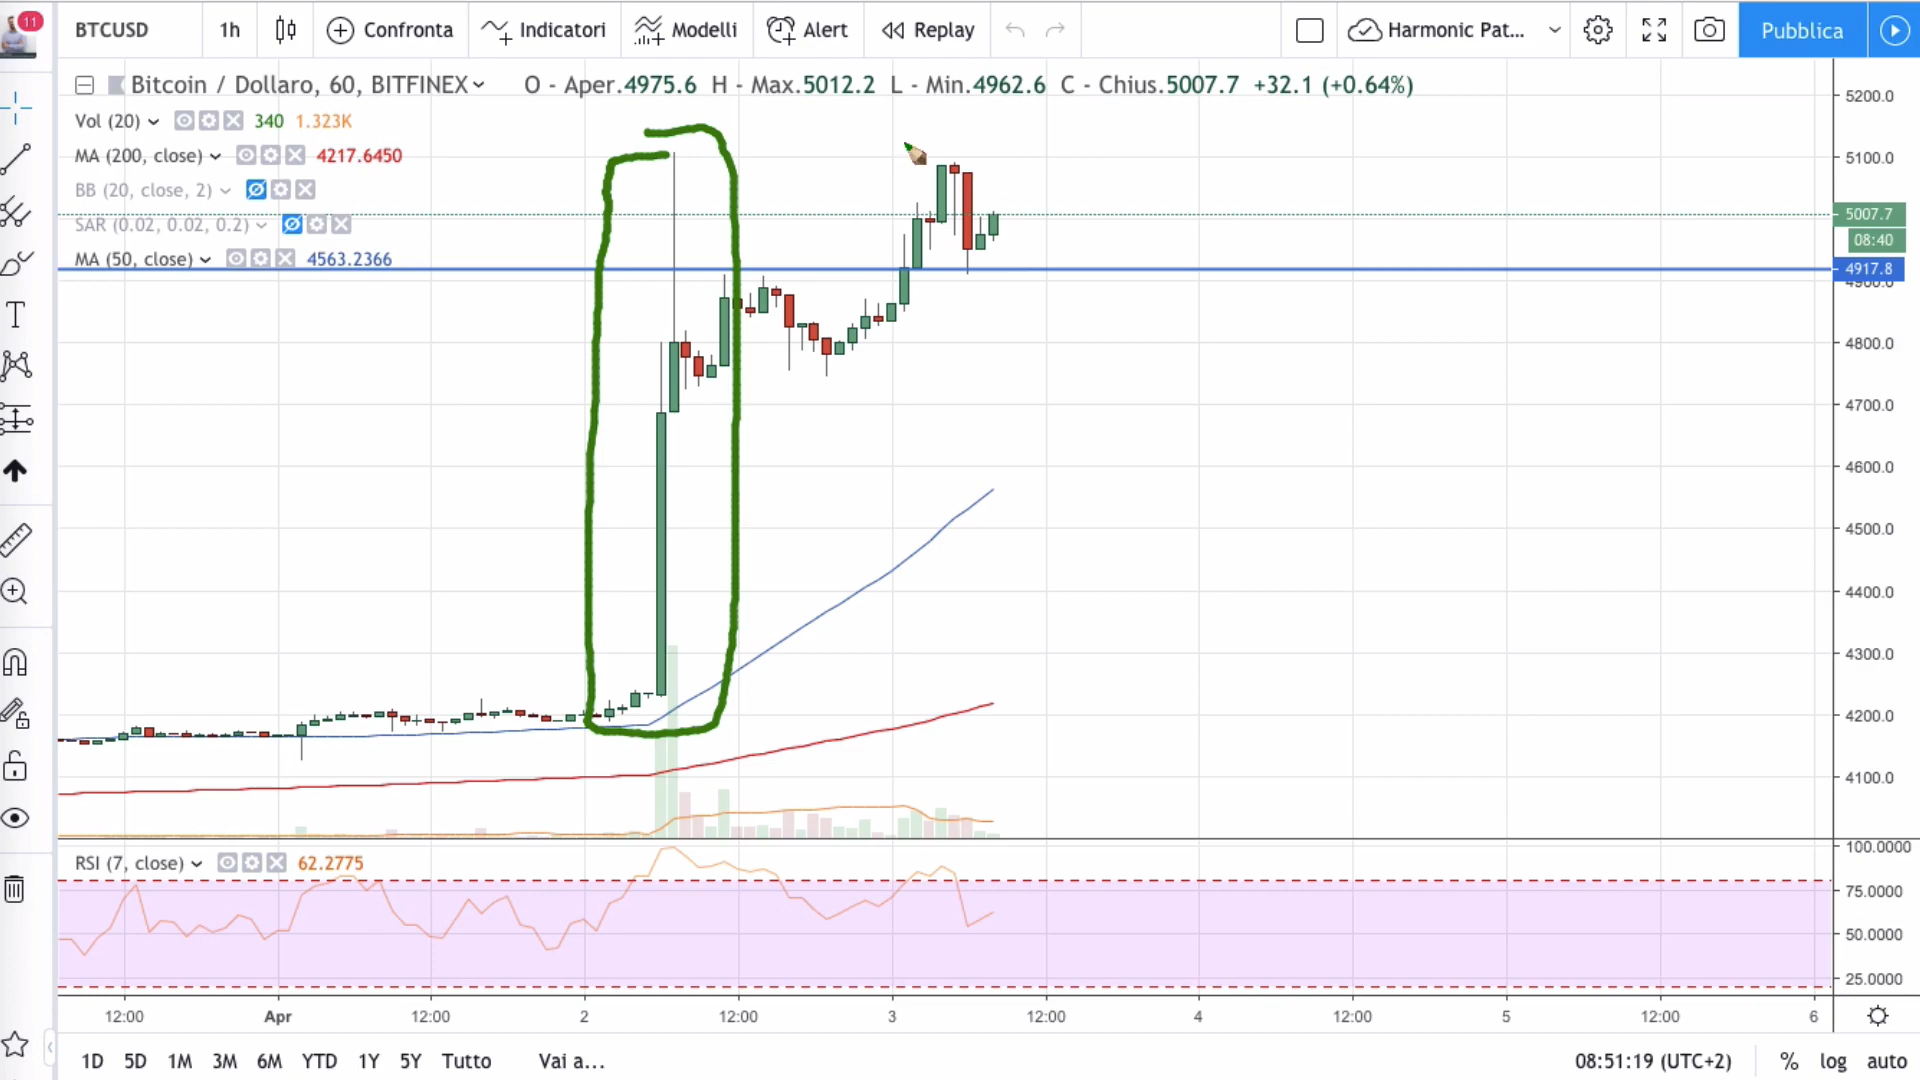 11
BTCUSD 1h Confronta Indicatori Modelli Alert Replay Harmonic Pat... Pubblica
Bitcoin / Dollaro, 60, BITFINEX O - Aper.4975.6 H - Max.5012.2 L - Min.4962.6 C - Chius.5007.7 +32.1 (+0.64%)
Vol (20) 340 1.323K
MA (200, close) 4217.6450
BB (20, close, 2)
SAR (0.02, 0.02, 0.2)
MA (50, close) 4563.2366
5200.0
5100.0
5007.7
08:40
4917.8
4900.0
4800.0
4700.0
4600.0
4500.0
4400.0
4300.0
4200.0
4100.0
RSI (7, close) 62.2775
100.0000
75.0000
50.0000
25.0000
12:00 Apr 12:00 2 12:00 3 12:00 4 12:00 5 12:00 6
1D 5D 1M 3M 6M YTD 1Y 5Y Tutto Vai a... 08:51:19 (UTC+2) % log auto